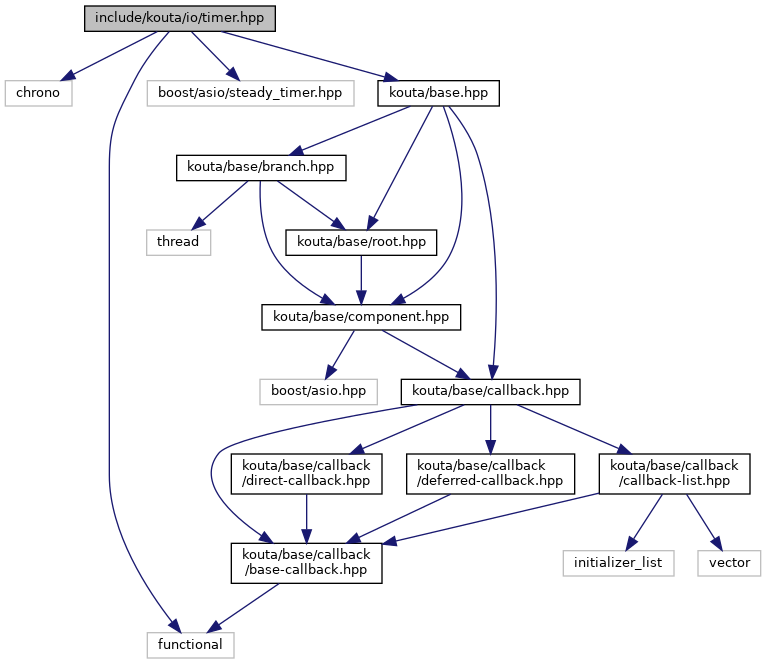 include/kouta/io/timer.hpp
chrono
boost/asio/steady_timer.hpp
kouta/base.hpp
kouta/base/branch.hpp
thread
kouta/base/root.hpp
kouta/base/component.hpp
boost/asio.hpp
kouta/base/callback.hpp
kouta/base/callback
/direct-callback.hpp
kouta/base/callback
/deferred-callback.hpp
kouta/base/callback
/callback-list.hpp
kouta/base/callback
/base-callback.hpp
initializer_list
vector
functional